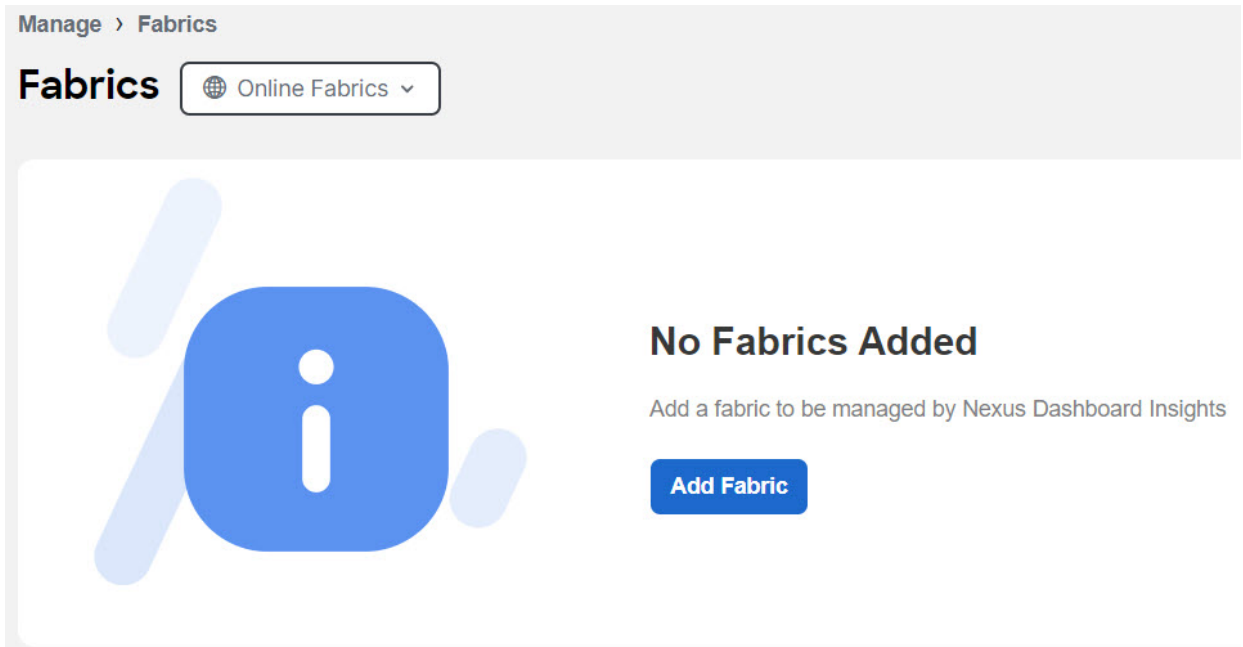 Manage > Fabrics
Fabrics Online Fabrics
No Fabrics Added
Add a fabric to be managed by Nexus Dashboard Insights
Add Fabric